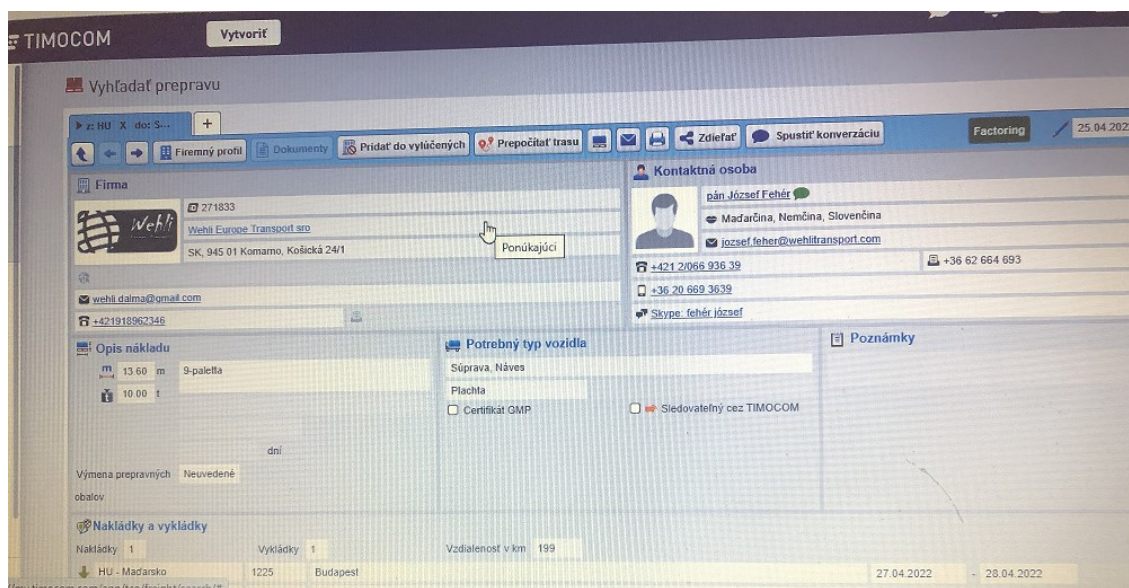 TIMOCOM
Vytvoriť
Vyhľadať prepravu
z: HU X do: S...
+
Firemný profil
Dokumenty
Pridať do vylúčených
Prepočítať trasu
Zdieľať
Spustiť konverzáciu
Factoring
25.04.202
Firma
Wehli
271833
Wehli Europe Transport sro
SK, 945 01 Komarno, Košická 24/1
Ponúkajúci
wehli.dalma@gmail.com
+421918962346
Kontaktná osoba
pán József Fehér
Maďarčina, Nemčina, Slovenčina
jozsef.feher@wehlitransport.com
+421 2/066 936 39
+36 62 664 693
+36 20 669 3639
Skype: fehér józsef
Opis nákladu
m 13.60 m 9-paletta
10.00 t
dní
Výmena prepravných Neuvedené
obalov
Potrebný typ vozidla
Súprava, Náves
Plachta
Certifikát GMP
Sledovateľný cez TIMOCOM
Poznámky
Nakládky a vykládky
Nakládky 1 Vykládky 1 Vzdialenosť v km 199
HU - Maďarsko 1225 Budapest 27.04.2022 - 28.04.2022